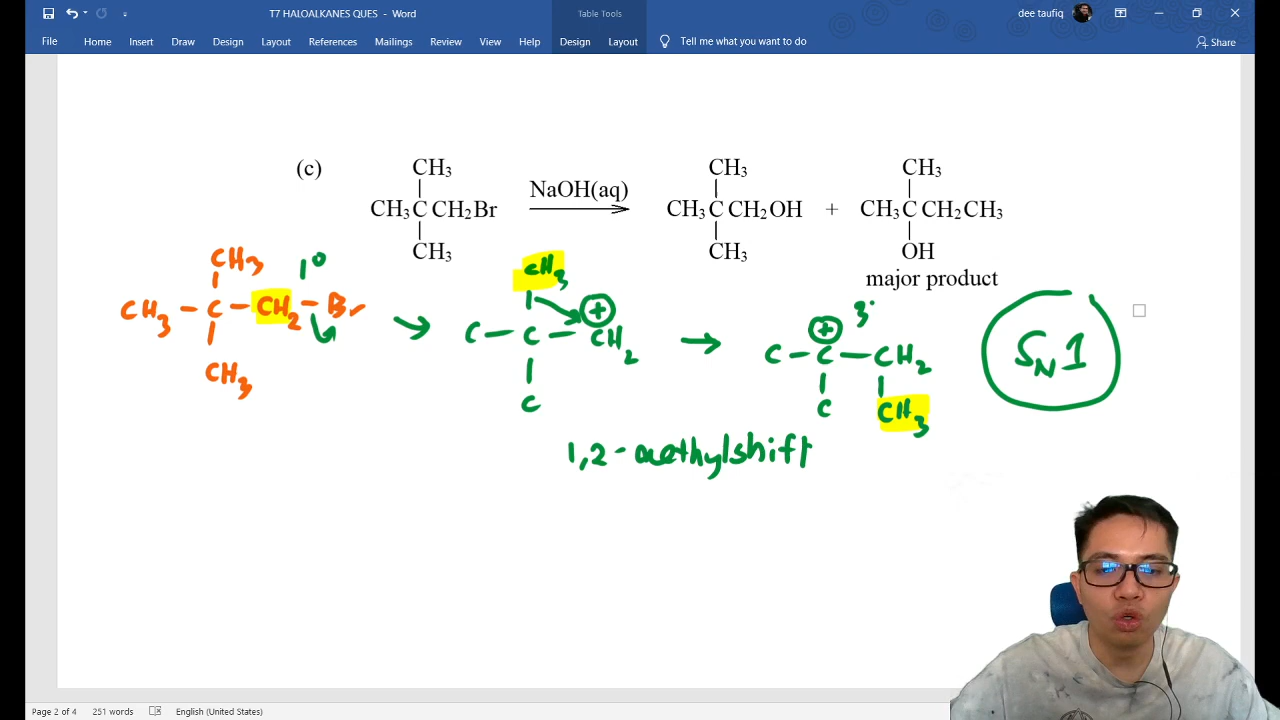 T7 HALOALKANES QUES - Word
Table Tools
dee taufiq
File Home Insert Draw Design Layout References Mailings Review View Help Design Layout Tell me what you want to do Share
(c)
CH3 CH3 CH3
CH3C CH2Br NaOH(aq) CH3C CH2OH + CH3C CH2CH3
CH3 CH3 OH
major product
CH3 1°
CH3 - C - CH2 - Br
CH3
CH3
C - C - CH2
+
C
3°
+
C - C - CH2
C CH3
SN1
1,2-methylshift
Page 2 of 4 251 words English (United States)